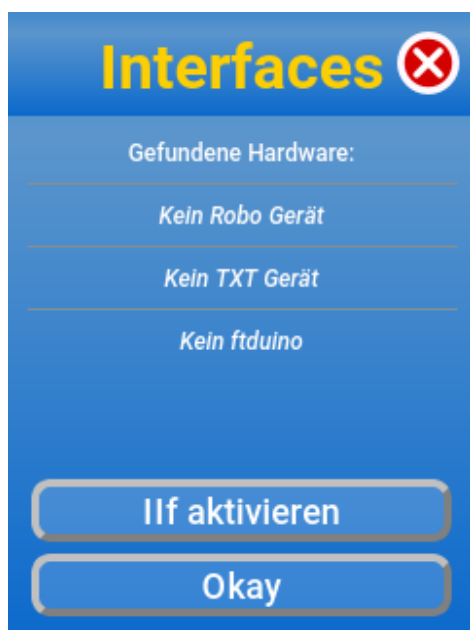 Interfaces
Gefundene Hardware:
Kein Robo Gerät
Kein TXT Gerät
Kein ftduino
IIf aktivieren
Okay